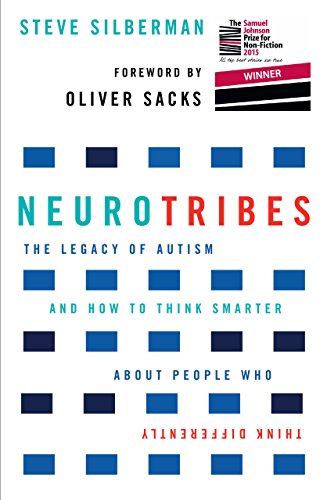 STEVE SILBERMAN
The Samuel
Johnson
Prize for
Non-Fiction
2015
All the best stories are true
WINNER
FOREWORD BY
OLIVER SACKS
NEUROTRIBES
THE LEGACY OF AUTISM
AND HOW TO THINK SMARTER
ABOUT PEOPLE WHO
THINK DIFFERENTLY